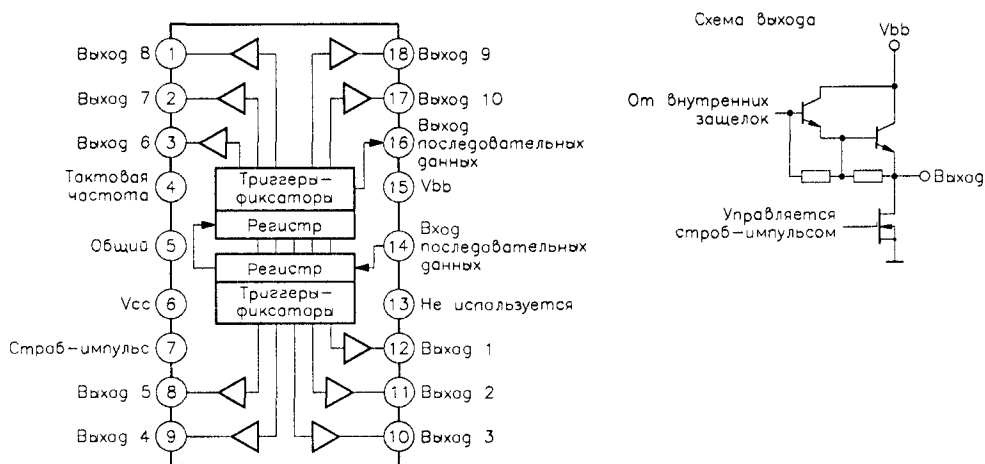 Схема выхода
Vbb
От внутренних
защелок
Выход
Управляется
строб-импульсом
Выход 8
1
18
Выход 9
Выход 7
2
17
Выход 10
Выход 6
3
16
Выход
последовательных
данных
Тактовая
частота
4
15
Vbb
Триггеры-
фиксаторы
Регистр
Общий
5
14
Вход
последовательных
данных
Регистр
Триггеры-
фиксаторы
Vcc
6
13
Не используется
Строб-импульс
7
12
Выход 1
Выход 5
8
11
Выход 2
Выход 4
9
10
Выход 3